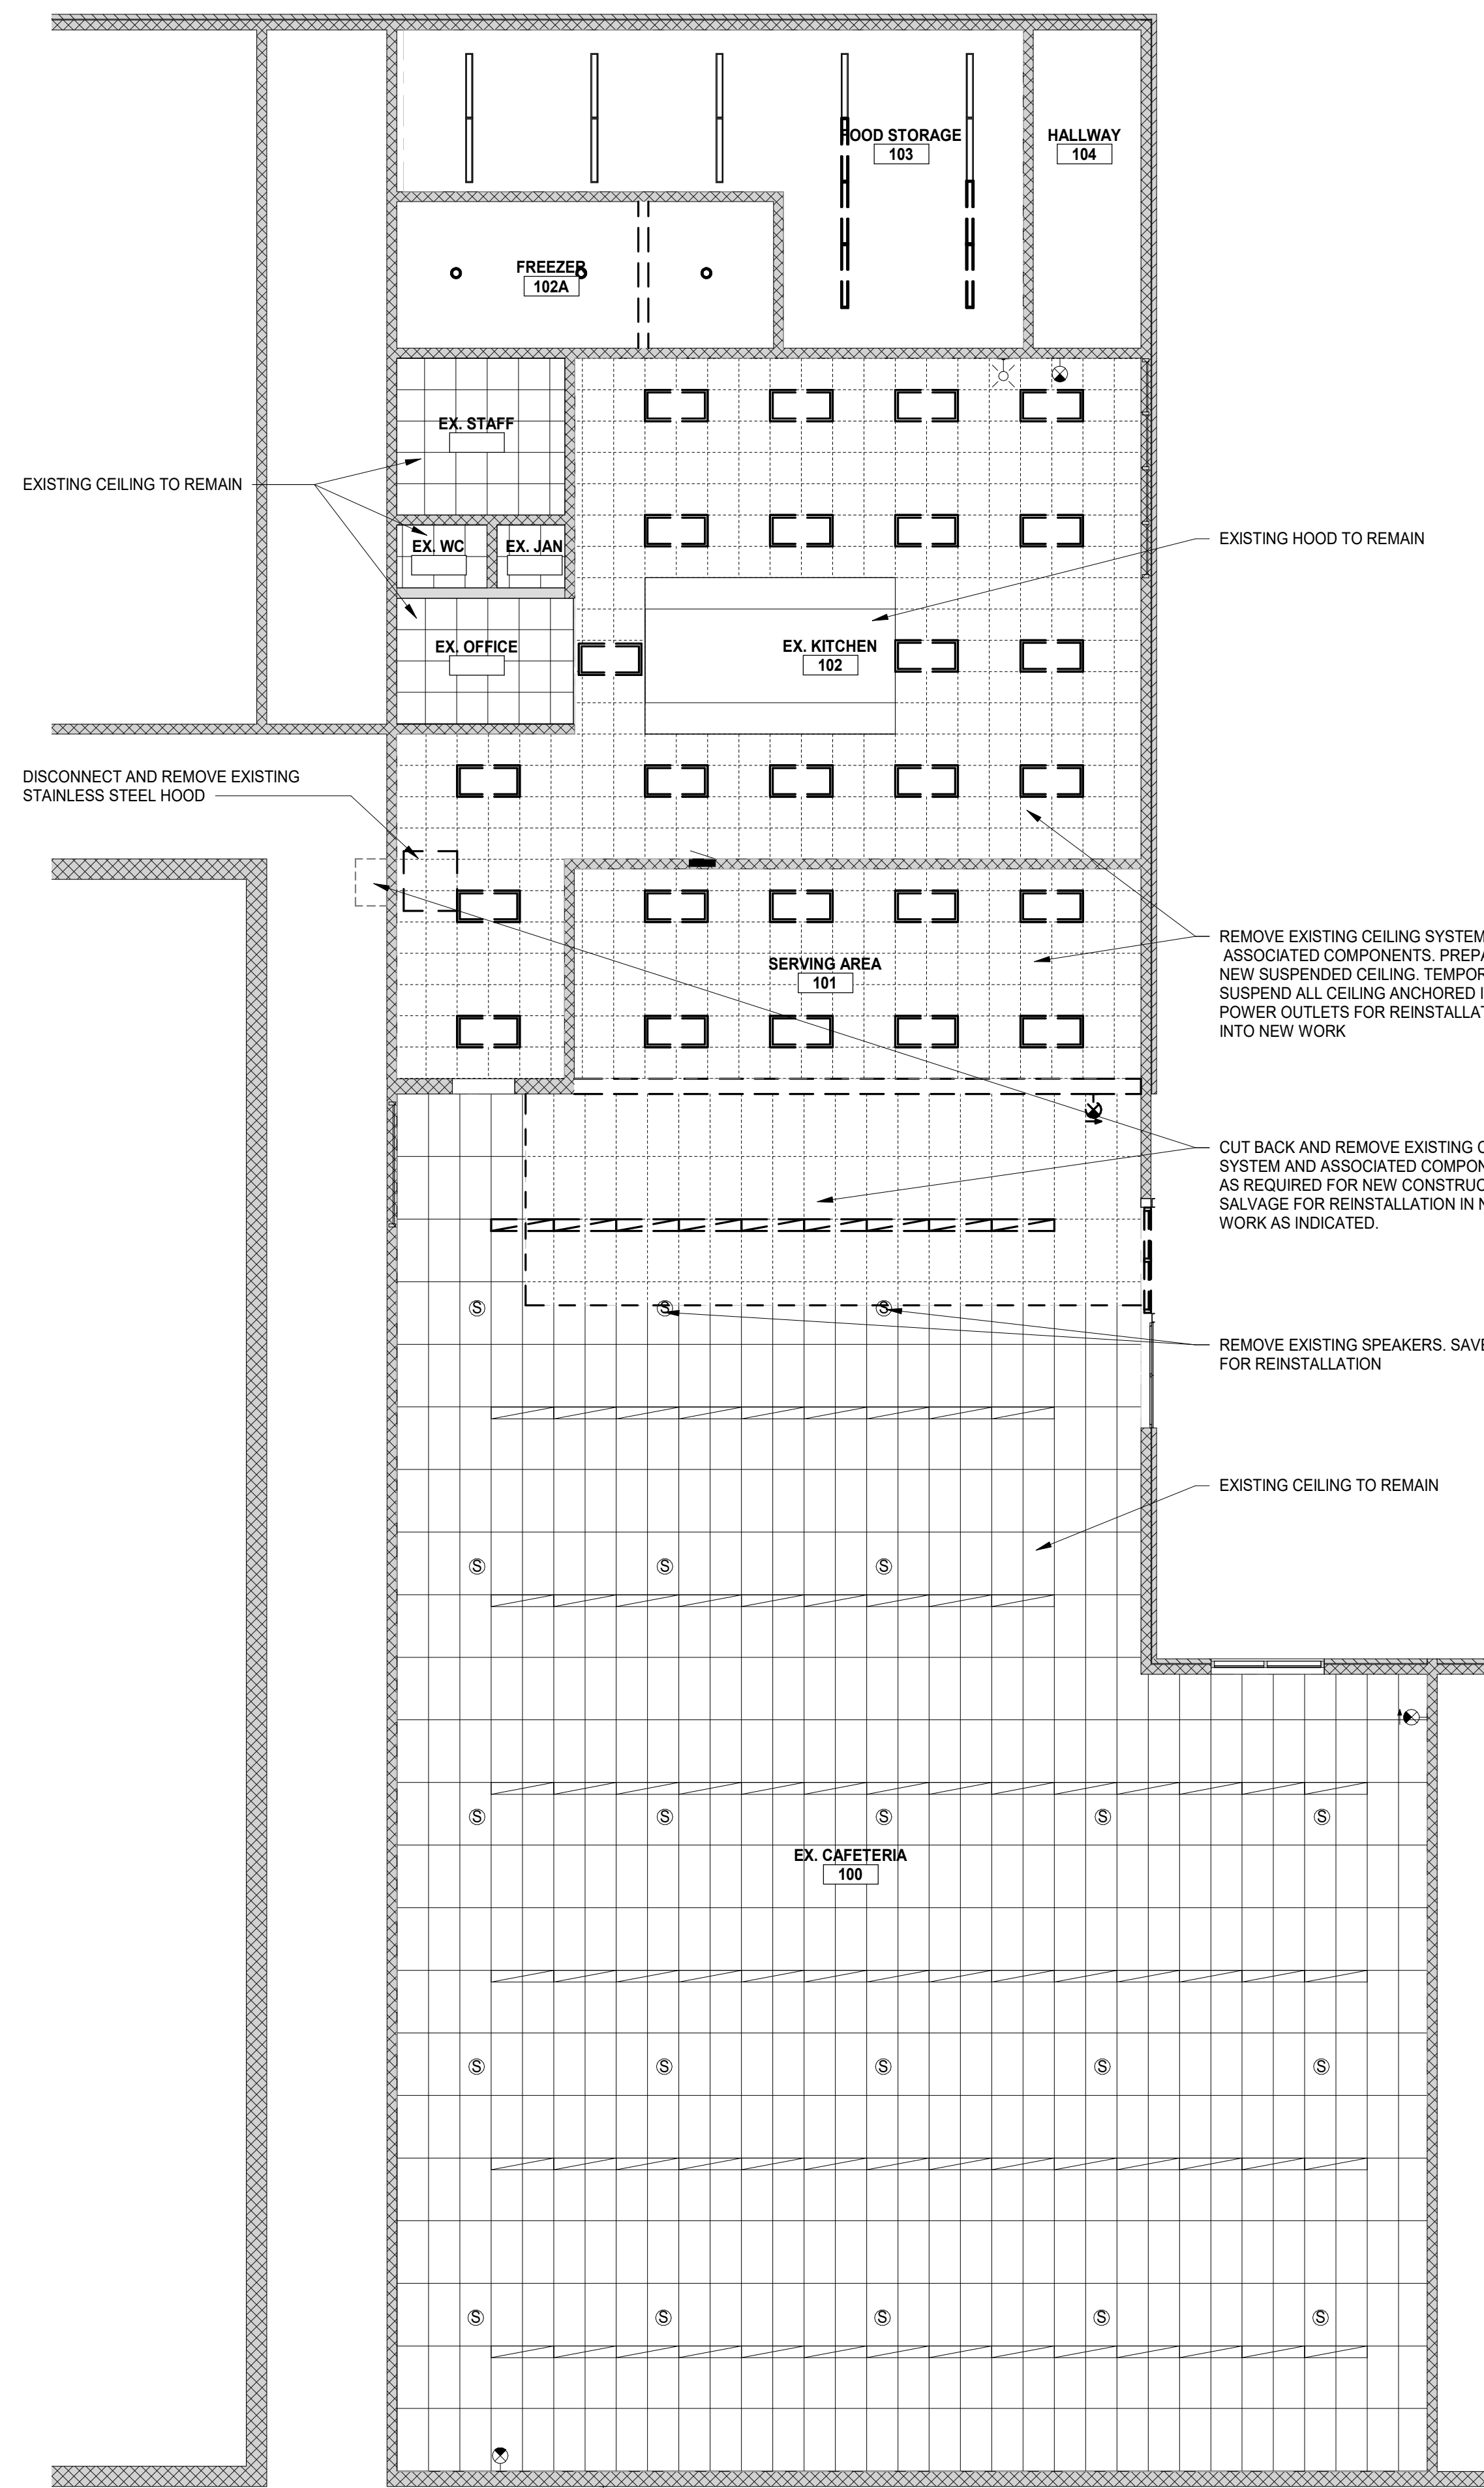 FOOD STORAGE
103
HALLWAY
104
FREEZER
102A
EX. STAFF
EXISTING CEILING TO REMAIN
EXISTING HOOD TO REMAIN
EX. WC
EX. JAN
EX. OFFICE
EX. KITCHEN
102
DISCONNECT AND REMOVE EXISTING
STAINLESS STEEL HOOD
REMOVE EXISTING CEILING SYSTEM
ASSOCIATED COMPONENTS. PREPA
NEW SUSPENDED CEILING. TEMPOR
SUSPEND ALL CEILING ANCHORED
POWER OUTLETS FOR REINSTALLAT
INTO NEW WORK
SERVING AREA
101
CUT BACK AND REMOVE EXISTING
SYSTEM AND ASSOCIATED COMPON
AS REQUIRED FOR NEW CONSTRUC
SALVAGE FOR REINSTALLATION IN
WORK AS INDICATED.
S S S
REMOVE EXISTING SPEAKERS. SAVE
FOR REINSTALLATION
EXISTING CEILING TO REMAIN
S S S
S S S S S
EX. CAFETERIA
100
S S S S S
S S S S S